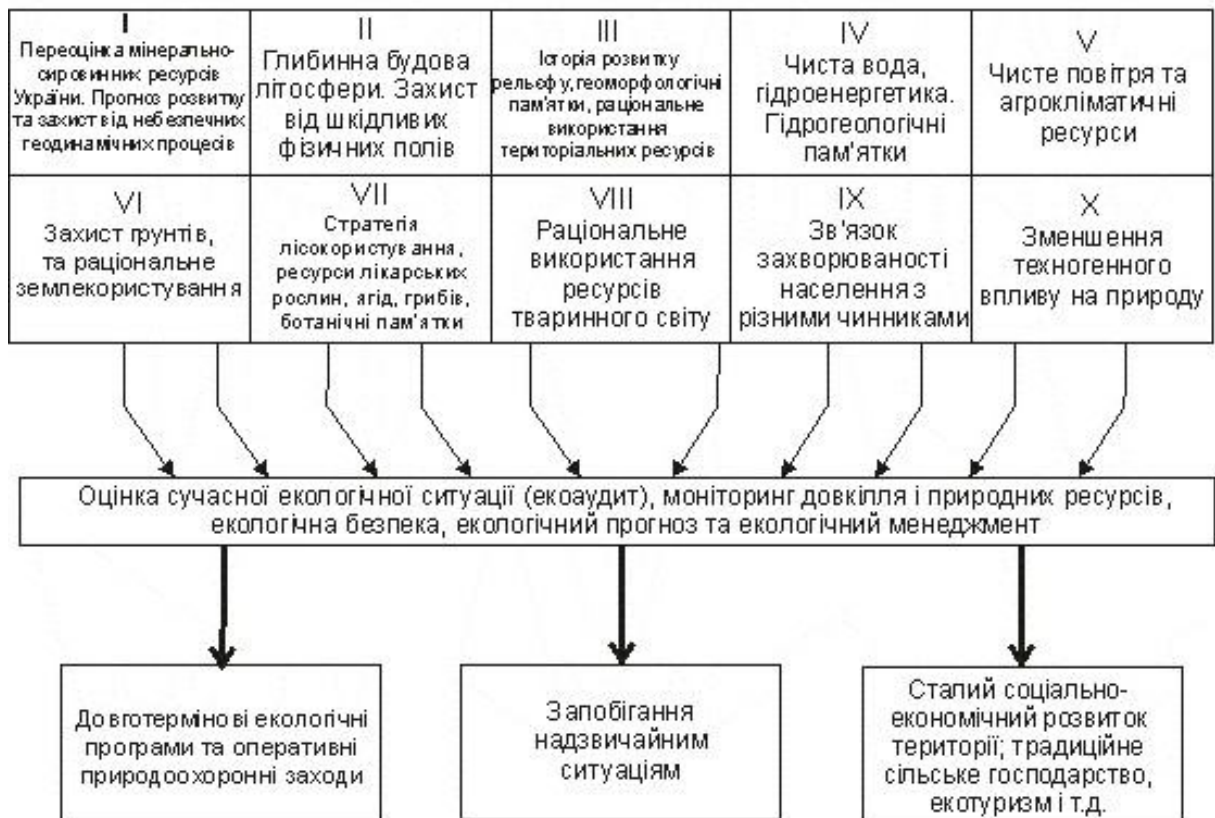 I
Переоцінка мінерально-
сировинних ресурсів
України. Прогноз розвитку
та захист від небезпечних
геодинамічних процесів
II
Глибинна будова
літосфери. Захист
від шкідливих
фізичних полів
III
Історія розвитку
рельєфу, геоморфологічні
пам'ятки, раціональне
використання
територіальних ресурсів
IV
Чиста вода,
гідроенергетика.
Гідрогеологічні
пам'ятки
V
Чисте повітря та
агрокліматичні
ресурси
VI
Захист ґрунтів,
та раціональне
землекористування
VII
Стратегія
лісокористування,
ресурси лікарських
рослин, ягід, грибів,
ботанічні пам'ятки
VIII
Раціональне
використання
ресурсів
тваринного світу
IX
Зв'язок
захворюваності
населення з
різними чинниками
X
Зменшення
техногенного
впливу на природу
Оцінка сучасної екологічної ситуації (екоаудит), моніторинг довкілля і природних ресурсів,
екологічна безпека, екологічний прогноз та екологічний менеджмент
Довготермінові екологічні
програми та оперативні
природоохоронні заходи
Запобігання
надзвичайним
ситуаціям
Сталий соціально-
економічний розвиток
території; традиційне
сільське господарство,
екотуризм і т.д.